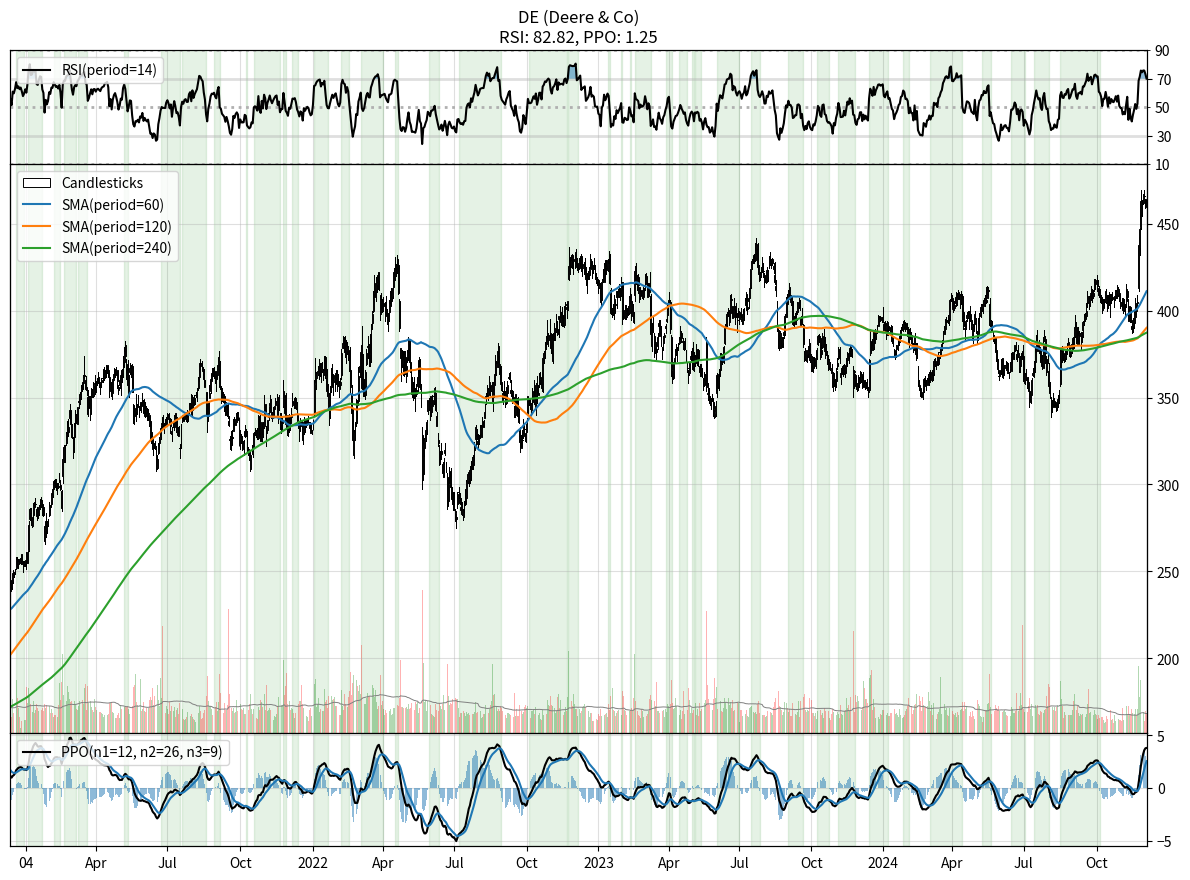 DE (Deere & Co)
RSI: 82.82, PPO: 1.25
RSI(period=14)
90
70
50
30
10
Candlesticks
SMA(period=60)
SMA(period=120)
SMA(period=240)
450
400
350
300
250
200
PPO(n1=12, n2=26, n3=9)
5
0
−5
04 Apr Jul Oct 2022 Apr Jul Oct 2023 Apr Jul Oct 2024 Apr Jul Oct